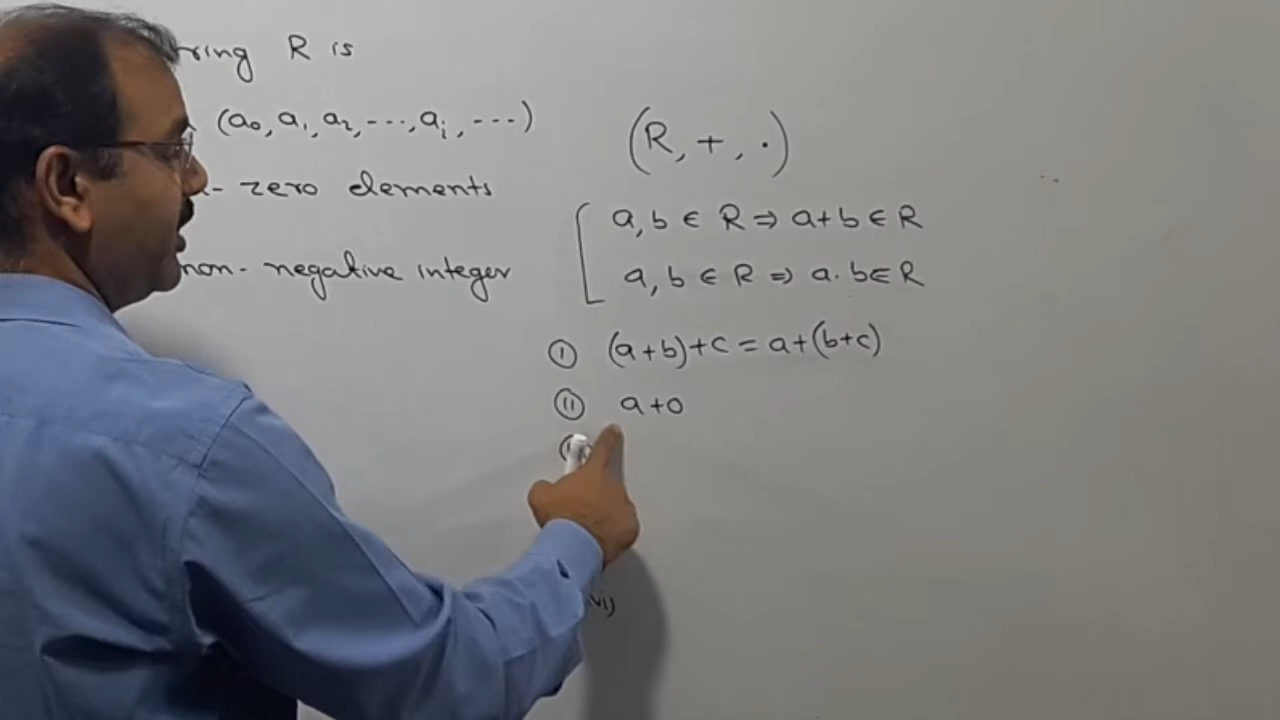 ring R is
(a₀, a₁, a₂, ---, aᵢ, ---)
zero elements
non-negative integer
(R, +, ·)
a, b ∈ R ⇒ a+b ∈ R
a, b ∈ R ⇒ a·b ∈ R
(i) (a+b)+c = a+(b+c)
(ii) a+0